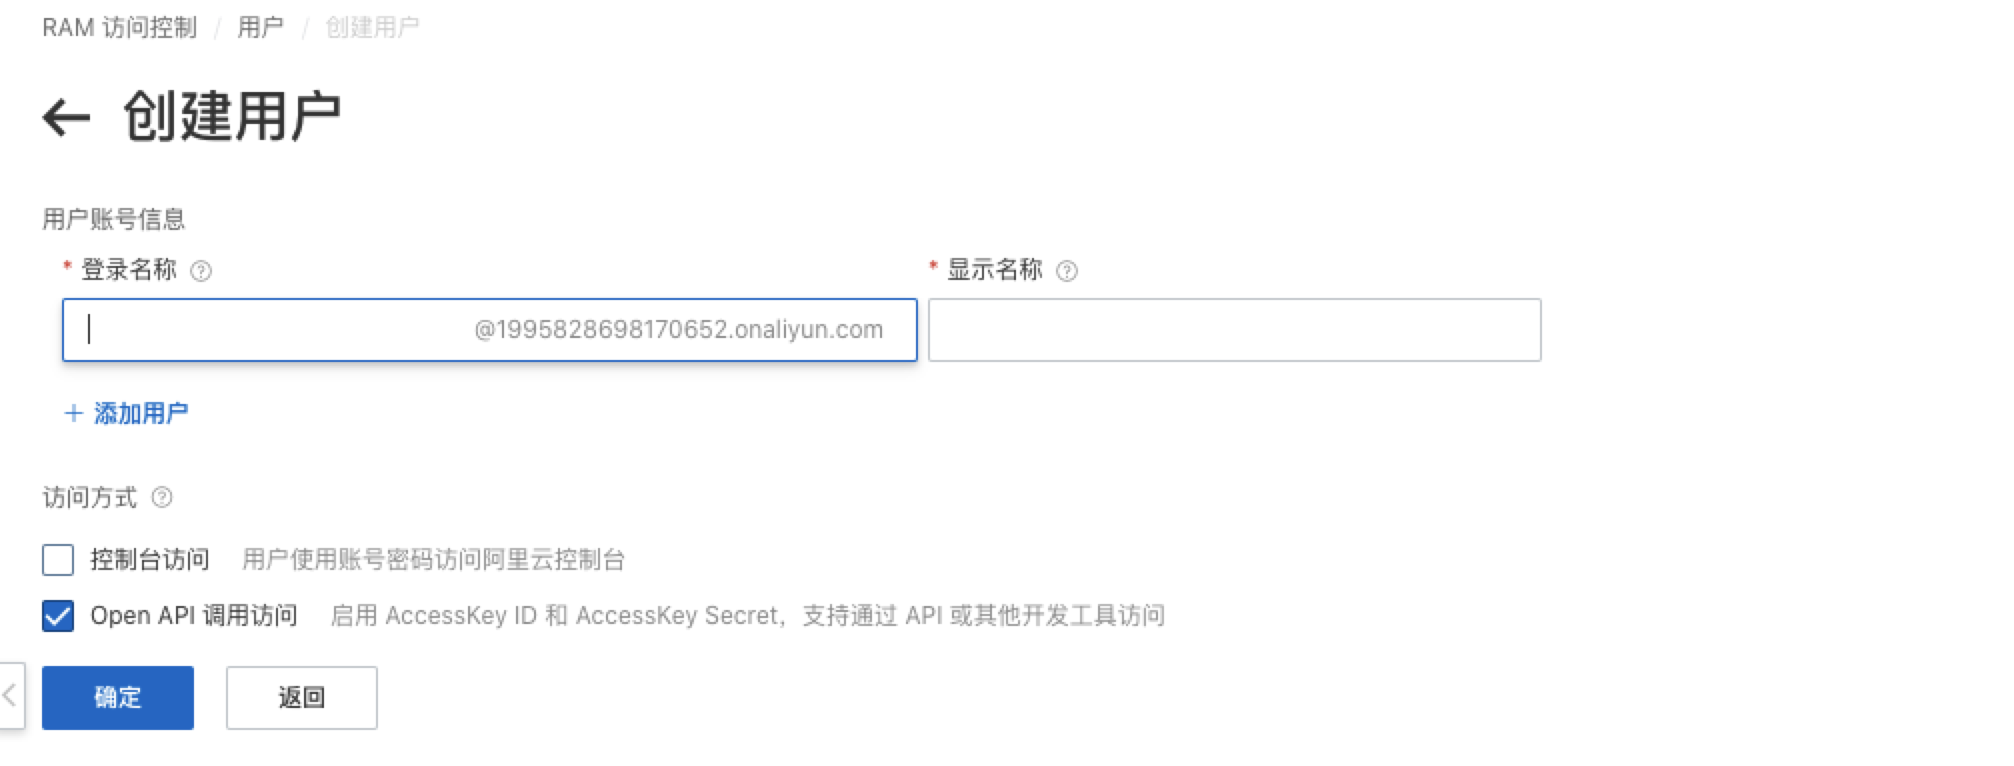 RAM 访问控制 / 用户 / 创建用户
← 创建用户
用户账号信息
* 登录名称 ? * 显示名称 ?
@1995828698170652.onaliyun.com
+ 添加用户
访问方式 ?
控制台访问 用户使用账号密码访问阿里云控制台
Open API 调用访问 启用 AccessKey ID 和 AccessKey Secret，支持通过 API 或其他开发工具访问
确定 返回